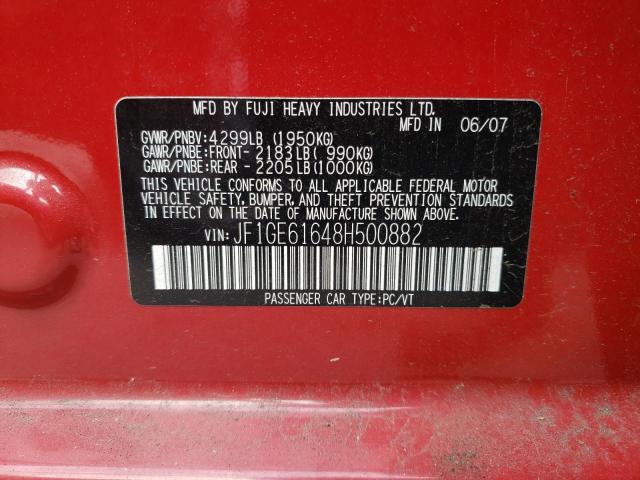 MFD BY FUJI HEAVY INDUSTRIES LTD.
MFD IN 06/07
GVWR/PNBV:4299LB (1950KG)
GAWR/PNBE:FRONT-2183LB( 990KG)
GAWR/PNBE:REAR -2205LB(1000KG)
THIS VEHICLE CONFORMS TO ALL APPLICABLE FEDERAL MOTOR
VEHICLE SAFETY, BUMPER, AND THEFT PREVENTION STANDARDS
IN EFFECT ON THE DATE OF MANUFACTURE SHOWN ABOVE.
VIN:JF1GE61648H500882
PASSENGER CAR TYPE:PC/VT